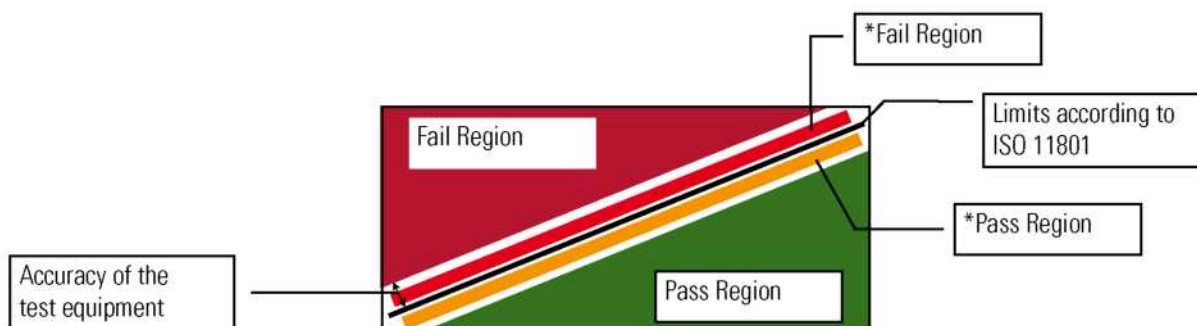 *Fail Region
Fail Region
Limits according to
ISO 11801
*Pass Region
Accuracy of the
test equipment
Pass Region